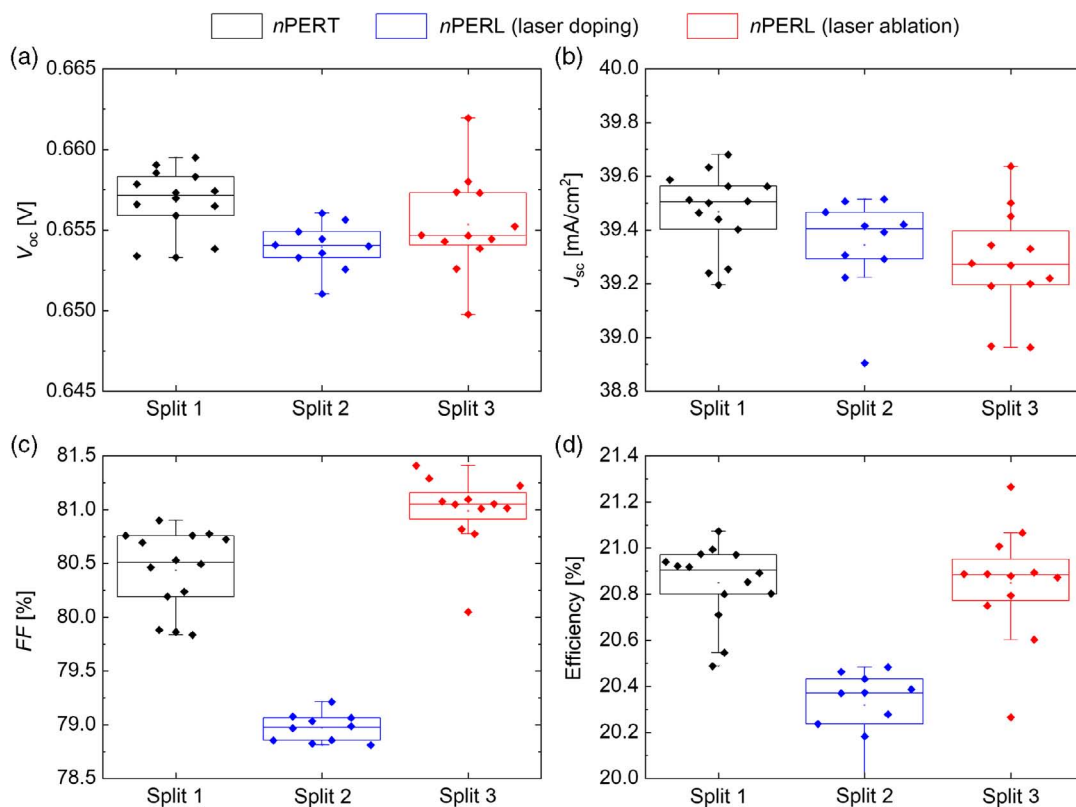 nPERT nPERL (laser doping) nPERL (laser ablation)
(a)
0.665
0.660
0.655
0.650
0.645
Voc [V]
Split 1 Split 2 Split 3
(b)
40.0
39.8
39.6
39.4
39.2
39.0
38.8
Jsc [mA/cm²]
Split 1 Split 2 Split 3
(c)
81.5
81.0
80.5
80.0
79.5
79.0
78.5
FF [%]
Split 1 Split 2 Split 3
(d)
21.4
21.2
21.0
20.8
20.6
20.4
20.2
20.0
Efficiency [%]
Split 1 Split 2 Split 3